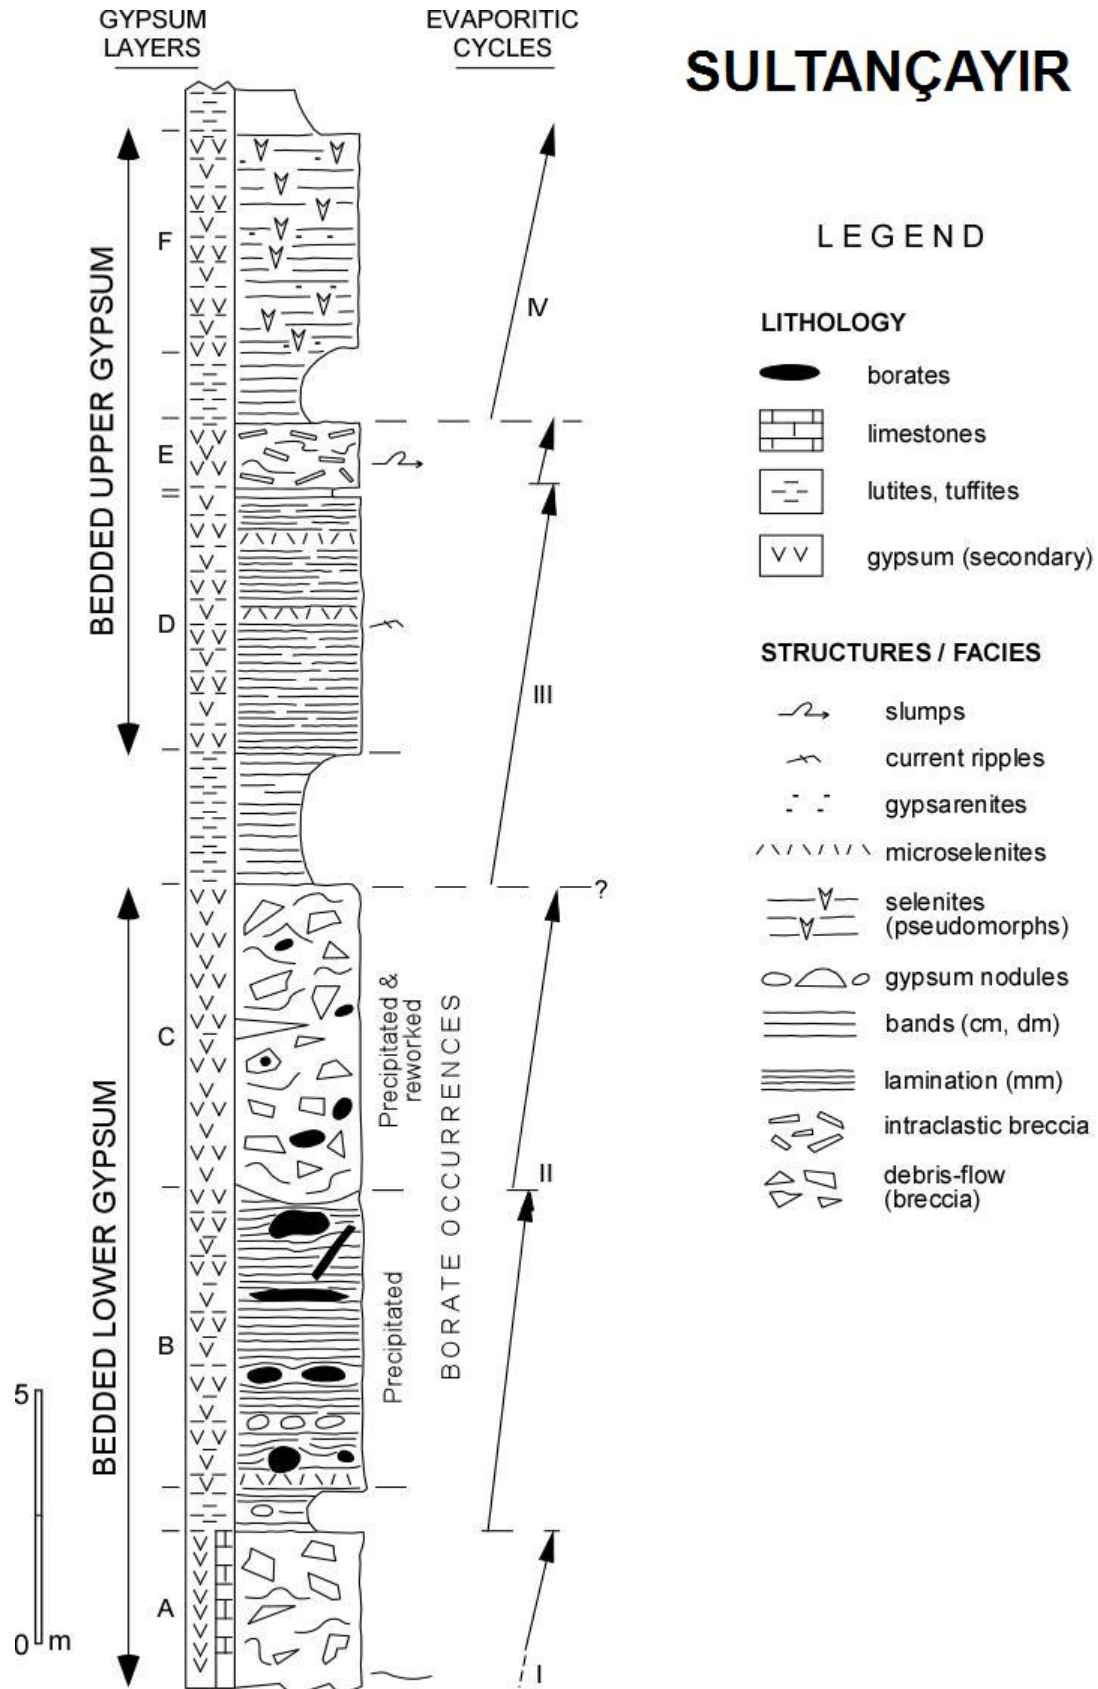 GYPSUM
LAYERS
EVAPORITIC
CYCLES
SULTANÇAYIR
BEDDED UPPER GYPSUM
F
E
D
IV
III
?
BEDDED LOWER GYPSUM
C
B
A
Precipitated &
reworked
Precipitated
BORATE OCCURRENCES
II
I
5
0 m
LEGEND
LITHOLOGY
borates
limestones
lutites, tuffites
gypsum (secondary)
STRUCTURES / FACIES
slumps
current ripples
gypsarenites
microselenites
selenites
(pseudomorphs)
gypsum nodules
bands (cm, dm)
lamination (mm)
intraclastic breccia
debris-flow
(breccia)